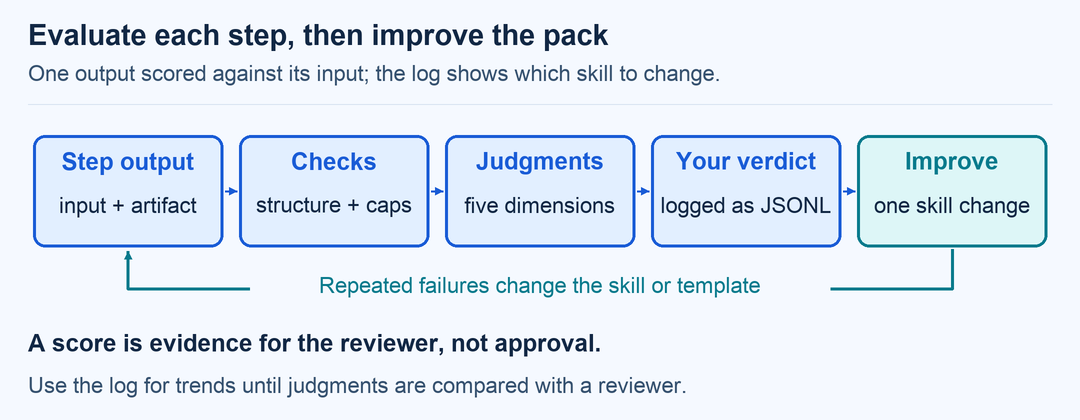 Evaluate each step, then improve the pack
One output scored against its input; the log shows which skill to change.
Step output
input + artifact
Checks
structure + caps
Judgments
five dimensions
Your verdict
logged as JSONL
Improve
one skill change
Repeated failures change the skill or template
A score is evidence for the reviewer, not approval.
Use the log for trends until judgments are compared with a reviewer.